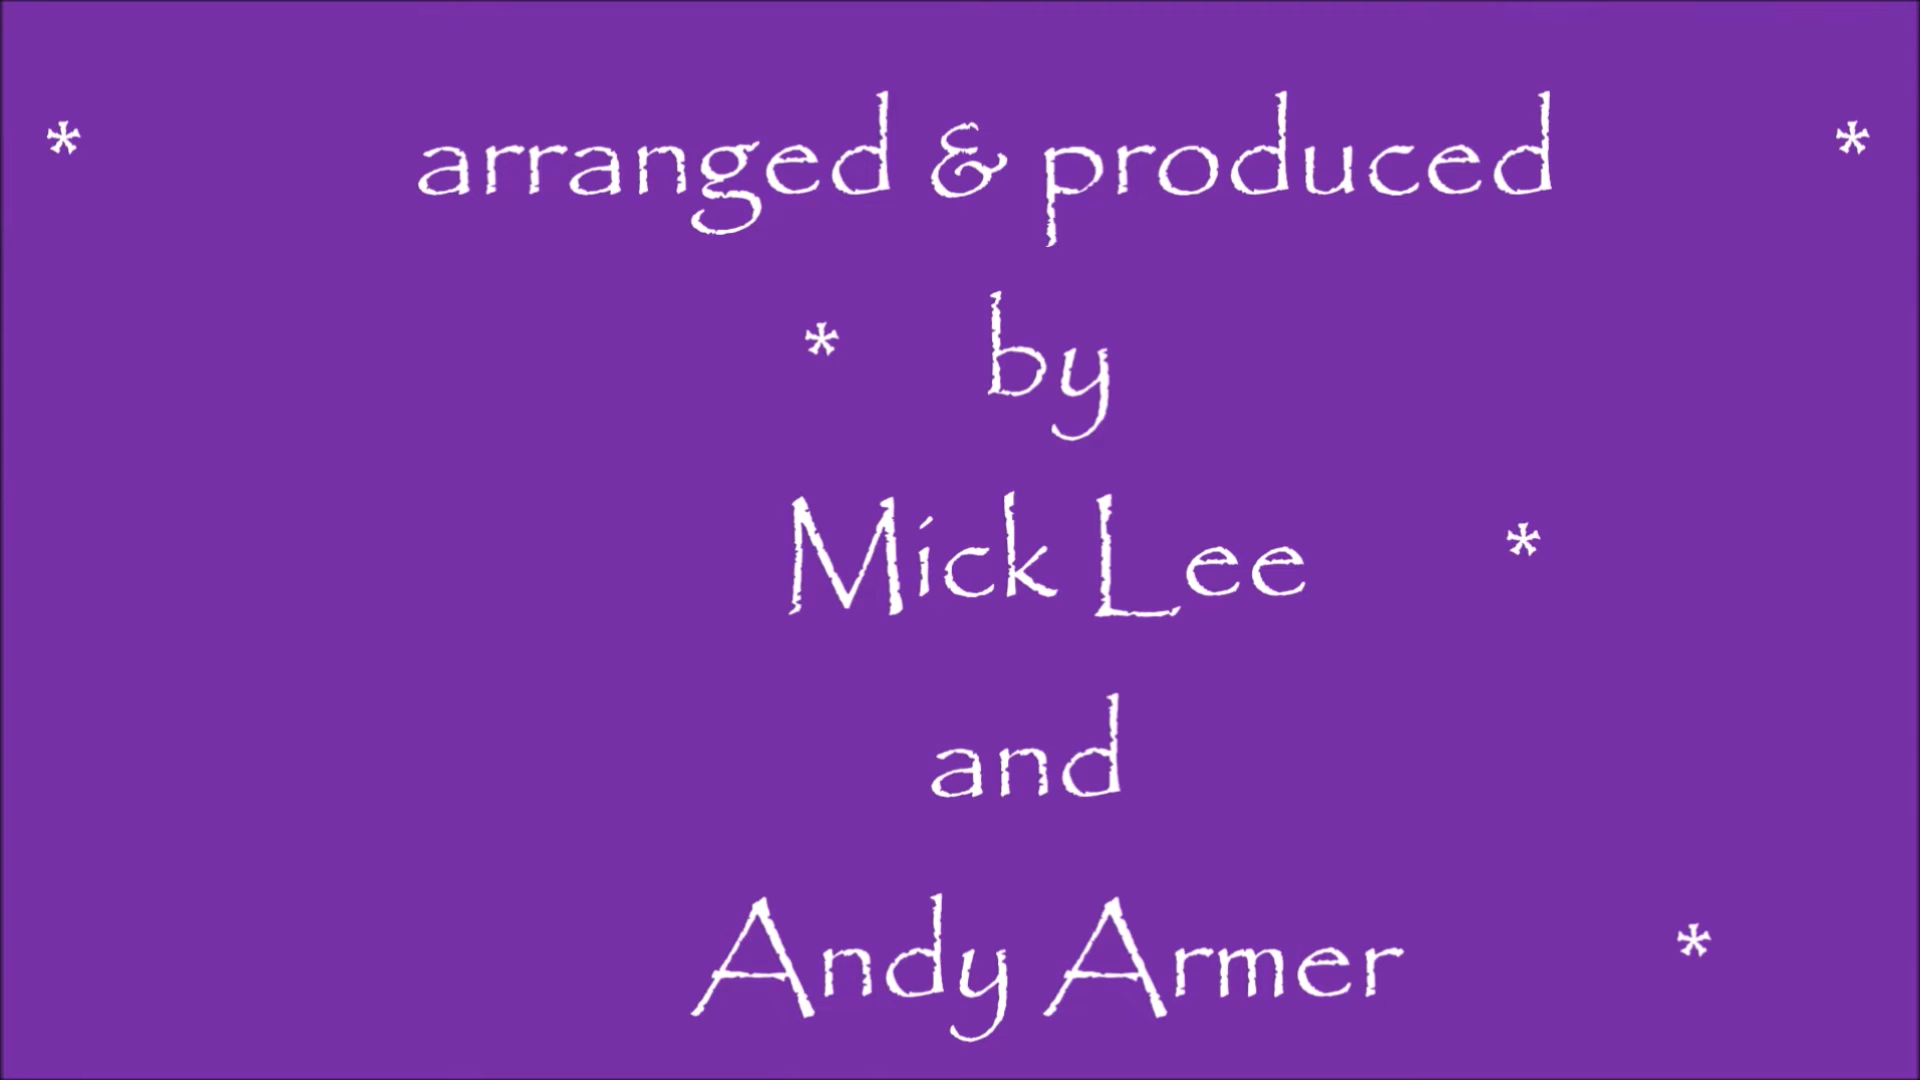 * arranged & produced *
* by
Mick Lee *
and
Andy Armer *